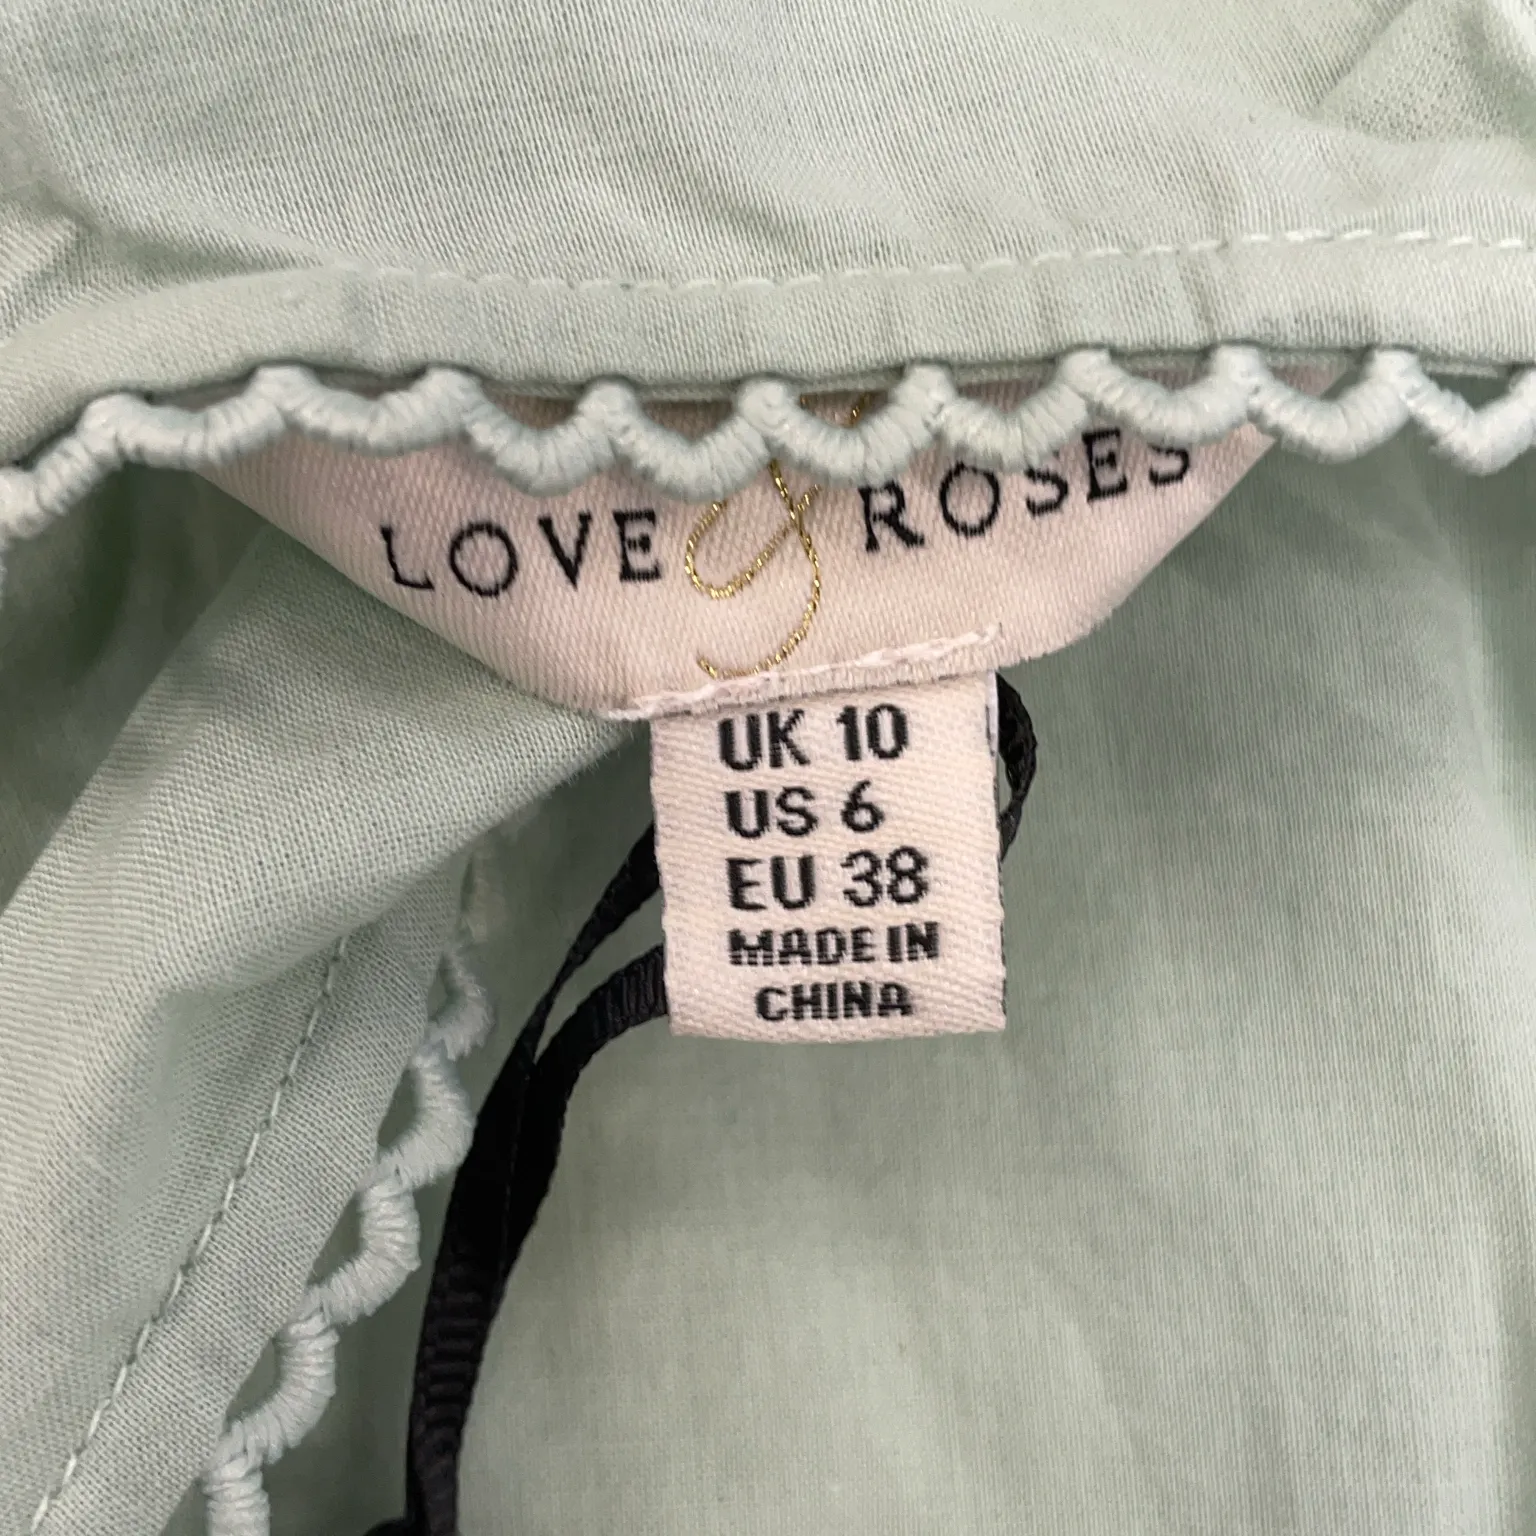 LOVE & ROSES
UK 10
US 6
EU 38
MADE IN
CHINA